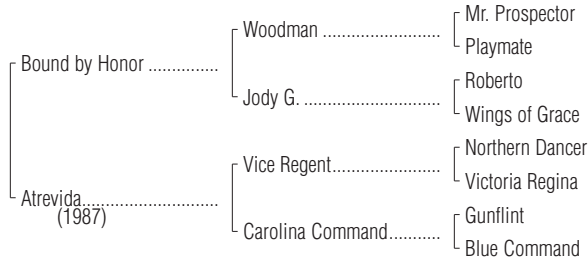 Mr. Prospector
Woodman ......................
Playmate
Bound by Honor .............
Roberto
Jody G. .........................
Wings of Grace
Northern Dancer
Vice Regent....................
Victoria Regina
Atrevida.........................
(1987)
Gunflint
Carolina Command..........
Blue Command